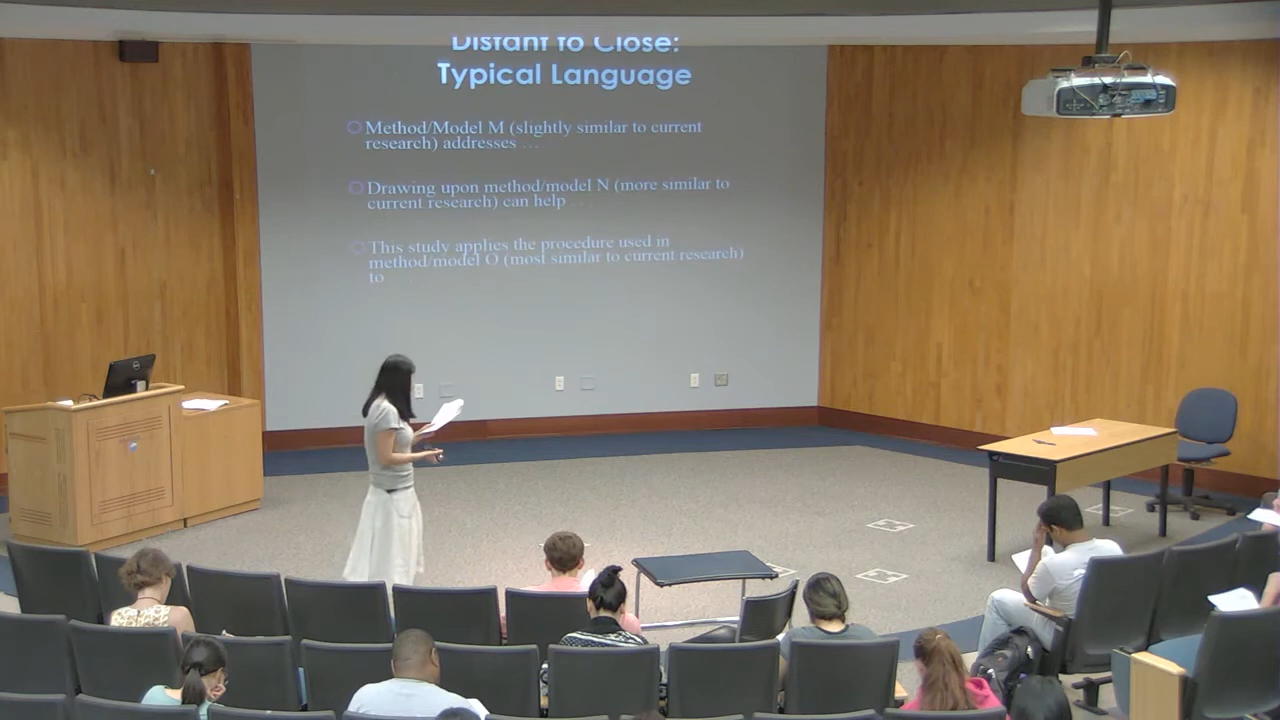 Distant to Close:
Typical Language
Method/Model M (slightly similar to current
research) addresses ...
Drawing upon method/model N (more similar to
current research) can help ...
This study applies the procedure used in
method/model O (most similar to current research)
to